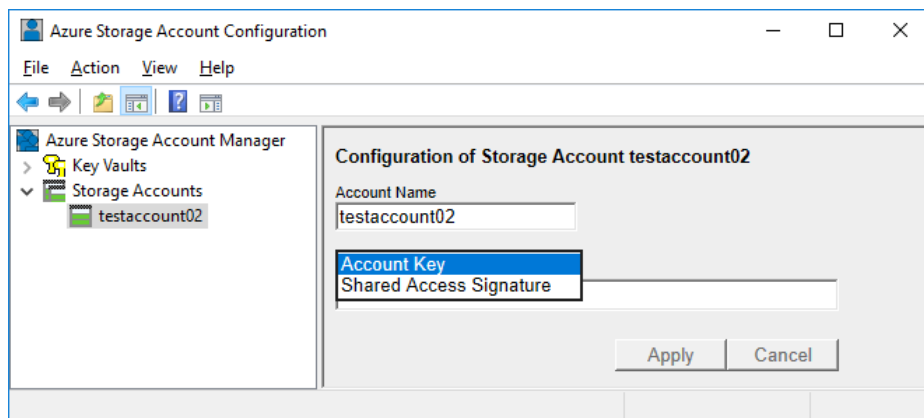 Azure Storage Account Configuration
File Action View Help
Azure Storage Account Manager
Key Vaults
Storage Accounts
testaccount02
Configuration of Storage Account testaccount02
Account Name
testaccount02
Account Key
Shared Access Signature
Apply Cancel